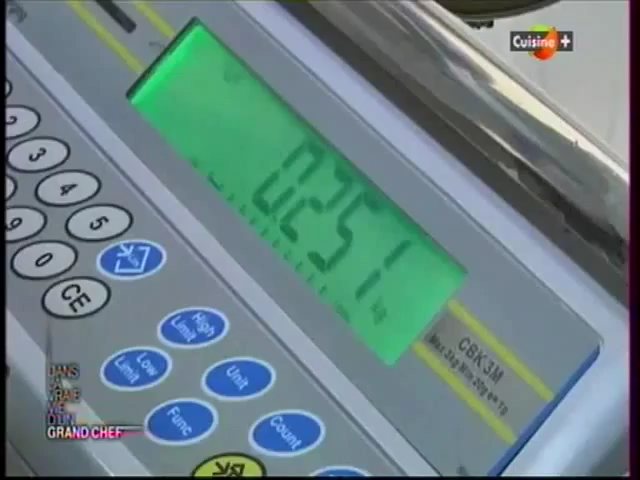 Cuisine +
0.251
kg
CBK3M
Max 3kg Min 20g e= 1g
2
3
4
5
9
0
CE
High
Limit
Low
Limit
Unit
Func
Count
DANS
LA
VRAIE
VIE
D'UN
GRAND CHEF